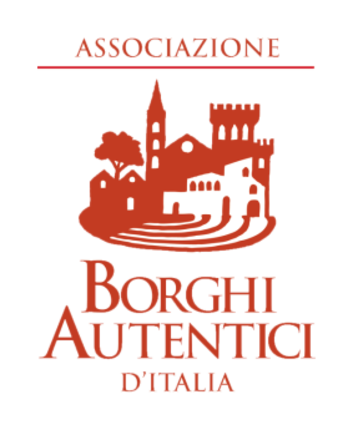 ASSOCIAZIONE
BORGHI
AUTENTICI
D'ITALIA